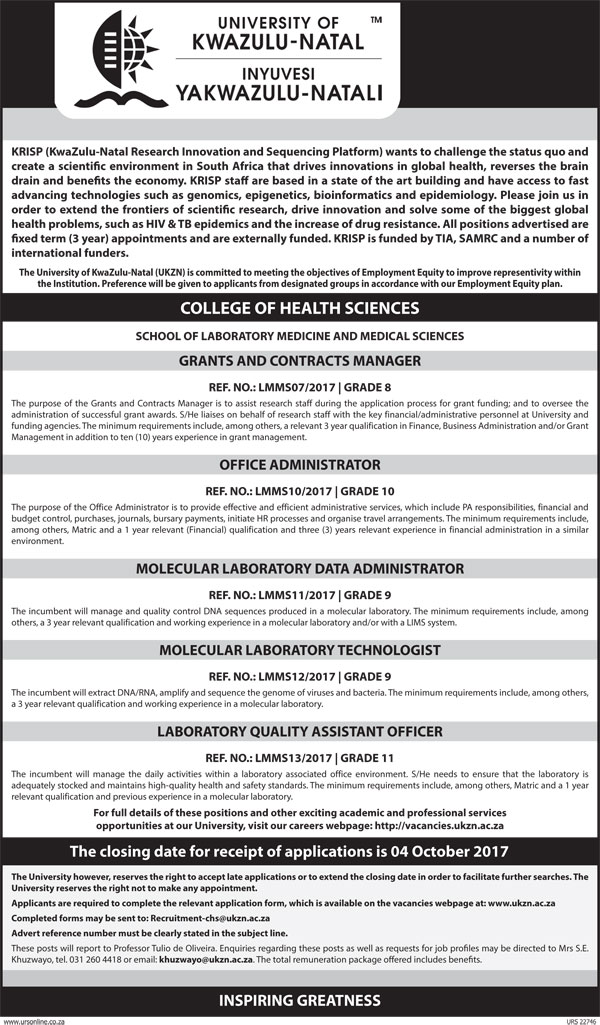 UNIVERSITY OF ™
KWAZULU-NATAL
INYUVESI
YAKWAZULU-NATALI
KRISP (KwaZulu-Natal Research Innovation and Sequencing Platform) wants to challenge the status quo and
create a scientific environment in South Africa that drives innovations in global health, reverses the brain
drain and benefits the economy. KRISP staff are based in a state of the art building and have access to fast
advancing technologies such as genomics, epigenetics, bioinformatics and epidemiology. Please join us in
order to extend the frontiers of scientific research, drive innovation and solve some of the biggest global
health problems, such as HIV & TB epidemics and the increase of drug resistance. All positions advertised are
fixed term (3 year) appointments and are externally funded. KRISP is funded by TIA, SAMRC and a number of
international funders.
The University of KwaZulu-Natal (UKZN) is committed to meeting the objectives of Employment Equity to improve representivity within
the Institution. Preference will be given to applicants from designated groups in accordance with our Employment Equity plan.
COLLEGE OF HEALTH SCIENCES
SCHOOL OF LABORATORY MEDICINE AND MEDICAL SCIENCES
GRANTS AND CONTRACTS MANAGER
REF. NO.: LMMS07/2017 | GRADE 8
The purpose of the Grants and Contracts Manager is to assist research staff during the application process for grant funding; and to oversee the
administration of successful grant awards. S/He liaises on behalf of research staff with the key financial/administrative personnel at University and
funding agencies. The minimum requirements include, among others, a relevant 3 year qualification in Finance, Business Administration and/or Grant
Management in addition to ten (10) years experience in grant management.
OFFICE ADMINISTRATOR
REF. NO.: LMMS10/2017 | GRADE 10
The purpose of the Office Administrator is to provide effective and efficient administrative services, which include PA responsibilities, financial and
budget control, purchases, journals, bursary payments, initiate HR processes and organise travel arrangements. The minimum requirements include,
among others, Matric and a 1 year relevant (Financial) qualification and three (3) years relevant experience in financial administration in a similar
environment.
MOLECULAR LABORATORY DATA ADMINISTRATOR
REF. NO.: LMMS11/2017 | GRADE 9
The incumbent will manage and quality control DNA sequences produced in a molecular laboratory. The minimum requirements include, among
others, a 3 year relevant qualification and working experience in a molecular laboratory and/or with a LIMS system.
MOLECULAR LABORATORY TECHNOLOGIST
REF. NO.: LMMS12/2017 | GRADE 9
The incumbent will extract DNA/RNA, amplify and sequence the genome of viruses and bacteria. The minimum requirements include, among others,
a 3 year relevant qualification and working experience in a molecular laboratory.
LABORATORY QUALITY ASSISTANT OFFICER
REF. NO.: LMMS13/2017 | GRADE 11
The incumbent will manage the daily activities within a laboratory associated office environment. S/He needs to ensure that the laboratory is
adequately stocked and maintains high-quality health and safety standards. The minimum requirements include, among others, Matric and a 1 year
relevant qualification and previous experience in a molecular laboratory.
For full details of these positions and other exciting academic and professional services
opportunities at our University, visit our careers webpage: http://vacancies.ukzn.ac.za
The closing date for receipt of applications is 04 October 2017
The University however, reserves the right to accept late applications or to extend the closing date in order to facilitate further searches. The
University reserves the right not to make any appointment.
Applicants are required to complete the relevant application form, which is available on the vacancies webpage at: www.ukzn.ac.za
Completed forms may be sent to: Recruitment-chs@ukzn.ac.za
Advert reference number must be clearly stated in the subject line.
These posts will report to Professor Tulio de Oliveira. Enquiries regarding these posts as well as requests for job profiles may be directed to Mrs S.E.
Khuzwayo, tel. 031 260 4418 or email: khuzwayo@ukzn.ac.za. The total remuneration package offered includes benefits.
INSPIRING GREATNESS
www.ursonline.co.za URS 22746